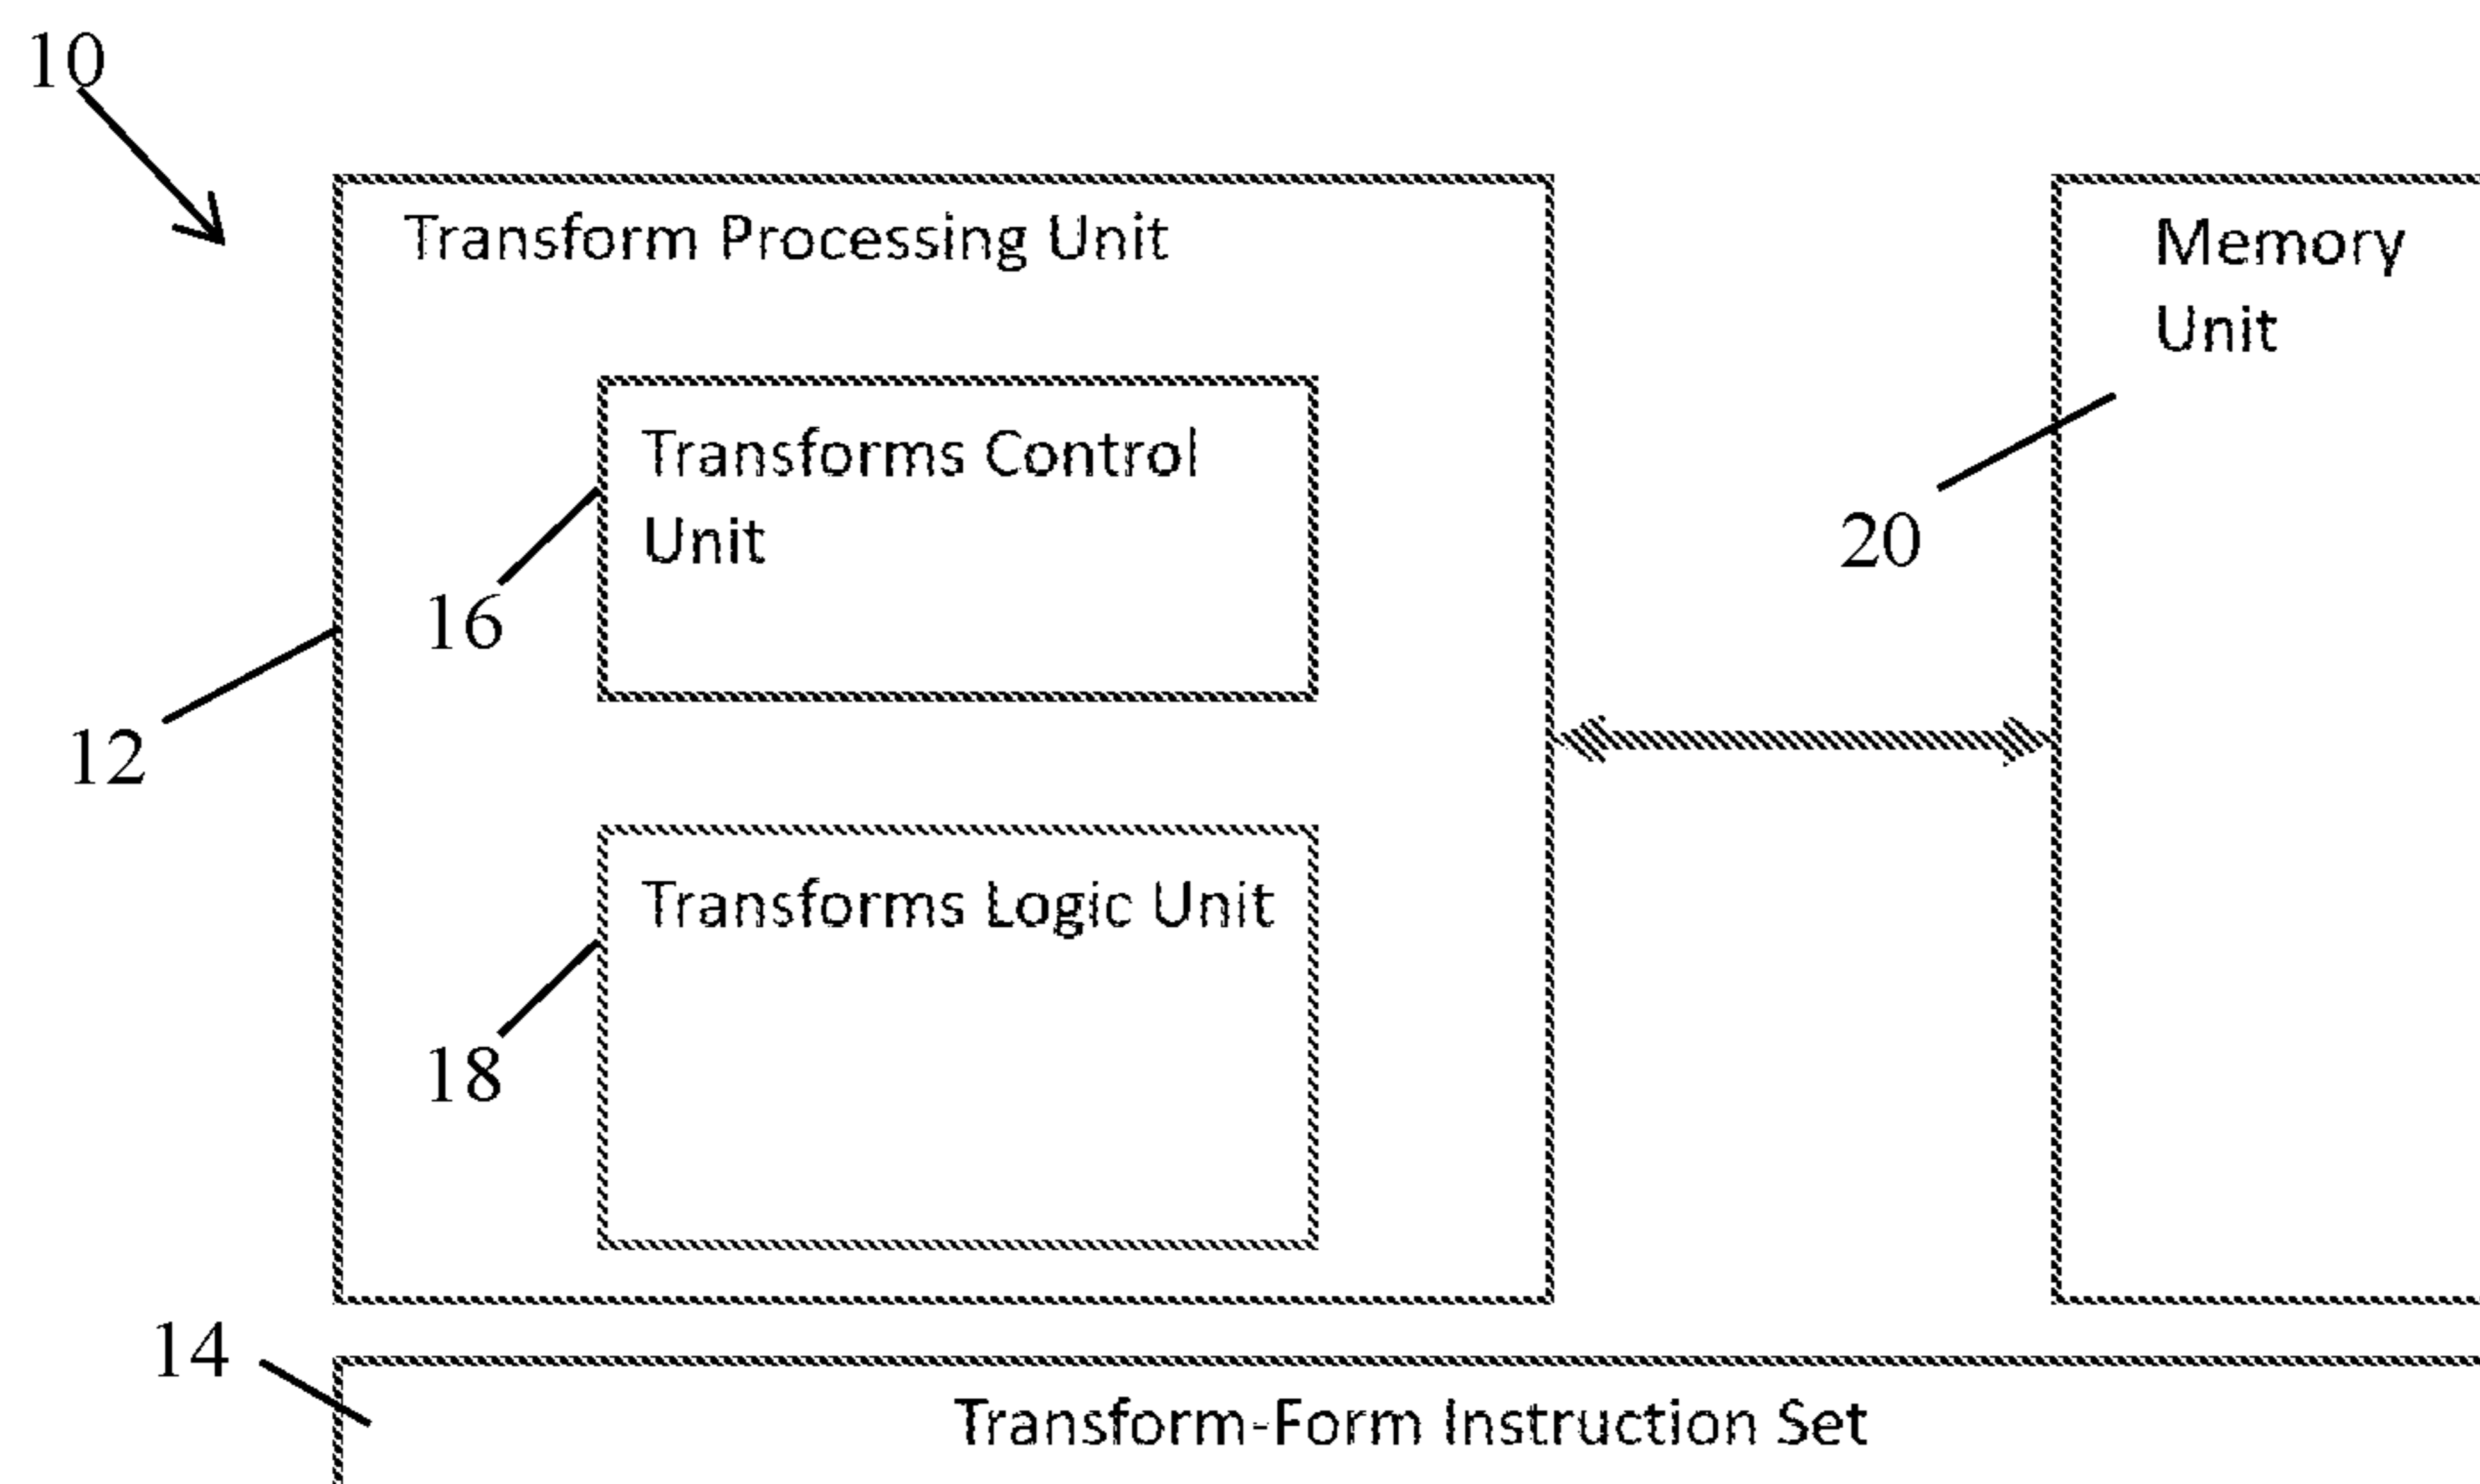 10
Transform Processing Unit
Memory
Unit
Transforms Control
Unit
20
16
12
Transforms Logic Unit
18
14
Transform-Form Instruction Set